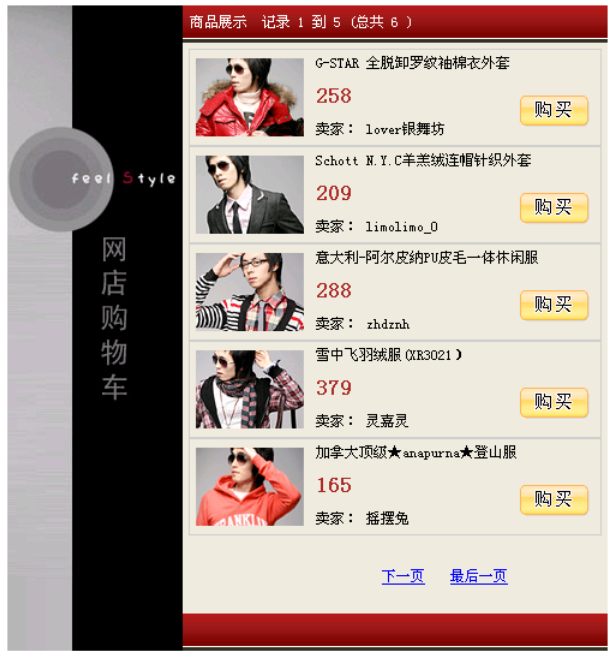 商品展示 记录 1 到 5 (总共 6 )
feel Style
网店购物车
G-STAR 全脱卸罗纹袖棉衣外套
258
卖家: lover银舞坊
购买
Schott N.Y.C羊羔绒连帽针织外套
209
卖家: limolimo_0
购买
意大利-阿尔皮纳PU皮毛一体休闲服
288
卖家: zhdznh
购买
雪中飞羽绒服(XR3021)
379
卖家: 灵嘉灵
购买
加拿大顶级★anapurna★登山服
165
卖家: 摇摆兔
购买
FRANKLIN
下一页 最后一页